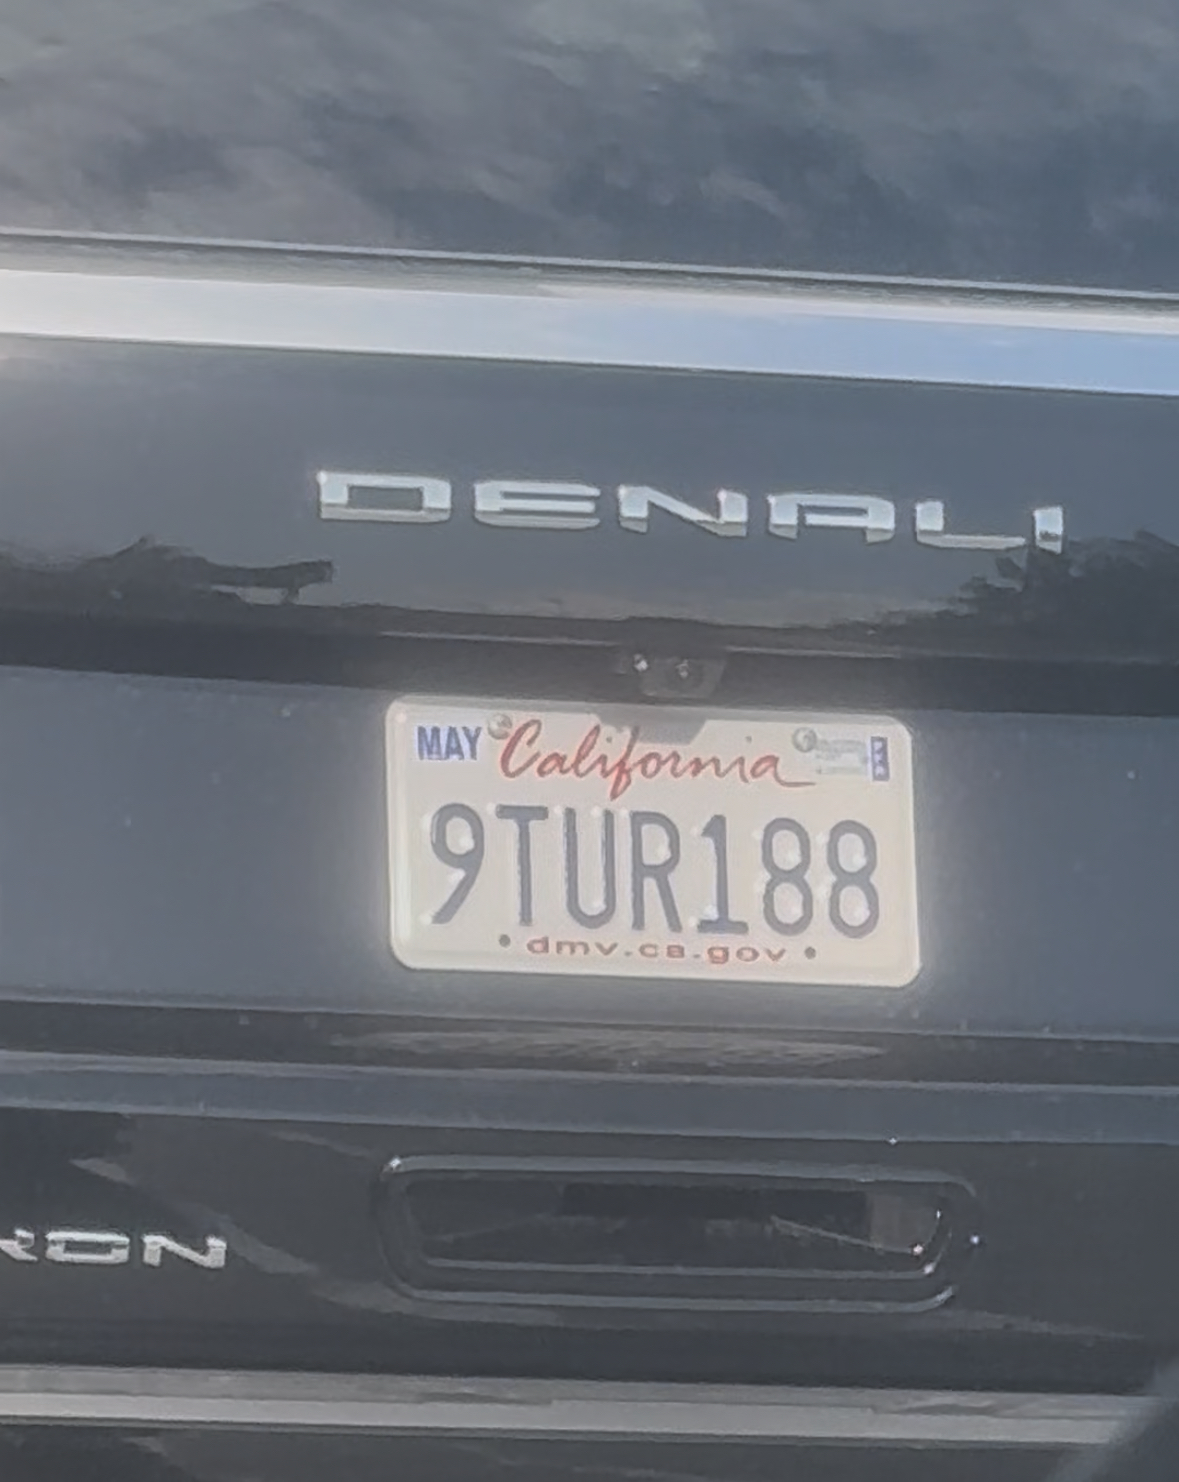 DENALI
MAY California
9TUR188
dmv.ca.gov
RON